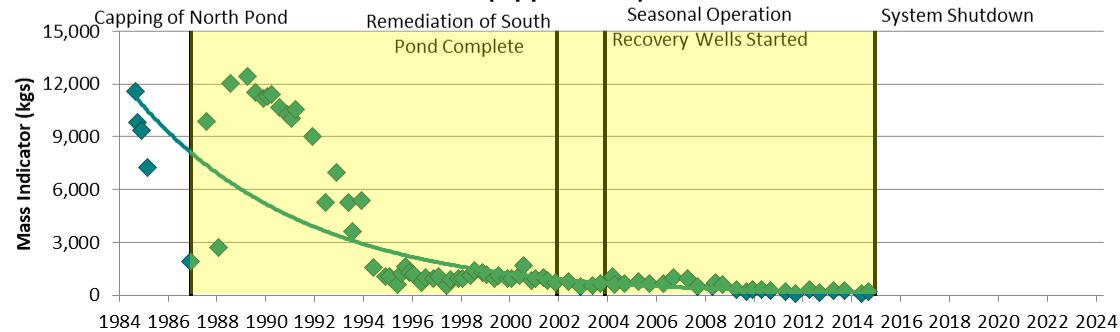 Capping of North Pond
Remediation of South
Pond Complete
Seasonal Operation
Recovery Wells Started
System Shutdown
Mass Indicator (kgs)
15,000
12,000
9,000
6,000
3,000
0
1984 1986 1988 1990 1992 1994 1996 1998 2000 2002 2004 2006 2008 2010 2012 2014 2016 2018 2020 2022